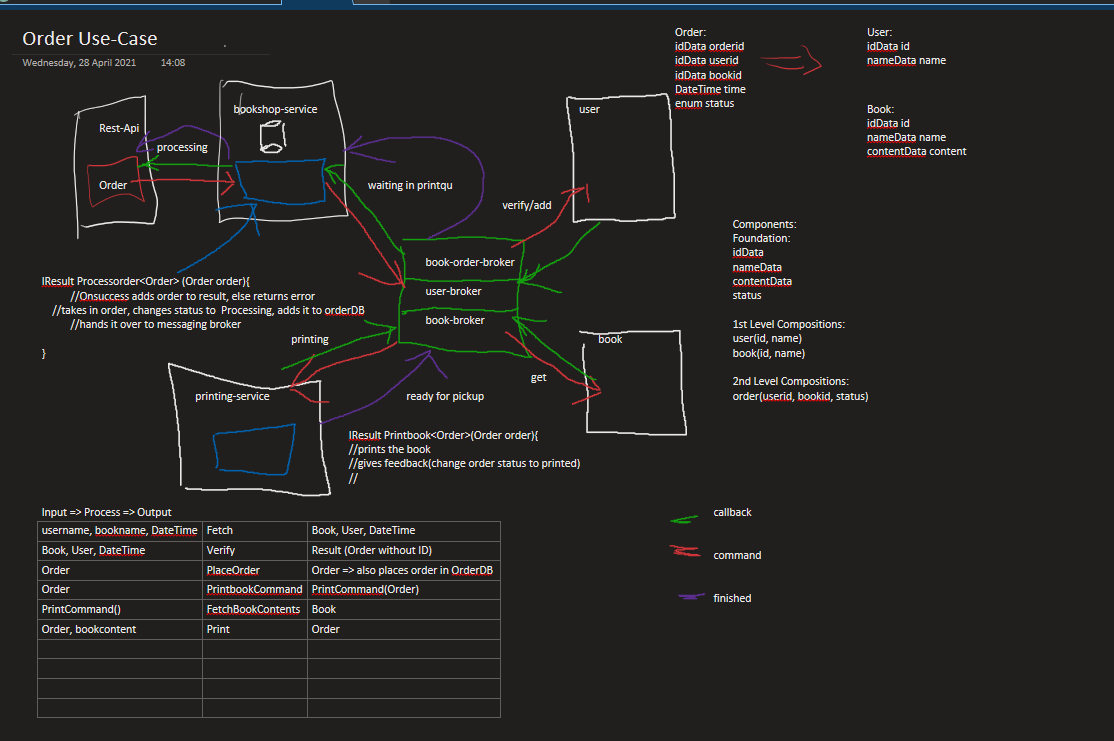 Order Use-Case
Wednesday, 28 April 2021 14:08
Order:
idData orderid
idData userid
idData bookid
DateTime time
enum status
User:
idData id
nameData name
Book:
idData id
nameData name
contentData content
bookshop-service
Rest-Api
processing
Order
waiting in printqu
user
verify/add
book-order-broker
user-broker
book-broker
IResult Processorder<Order> (Order order){
//Onsuccess adds order to result, else returns error
//takes in order, changes status to Processing, adds it to orderDB
//hands it over to messaging broker
}
printing
printing-service
ready for pickup
get
book
IResult Printbook<Order>(Order order){
//prints the book
//gives feedback(change order status to printed)
//
Components:
Foundation:
idData
nameData
contentData
status
1st Level Compositions:
user(id, name)
book(id, name)
2nd Level Compositions:
order(userid, bookid, status)
Input => Process => Output
username, bookname, DateTime Fetch Book, User, DateTime
Book, User, DateTime Verify Result (Order without ID)
Order PlaceOrder Order => also places order in OrderDB
Order PrintbookCommand PrintCommand(Order)
PrintCommand() FetchBookContents Book
Order, bookcontent Print Order
callback
command
finished